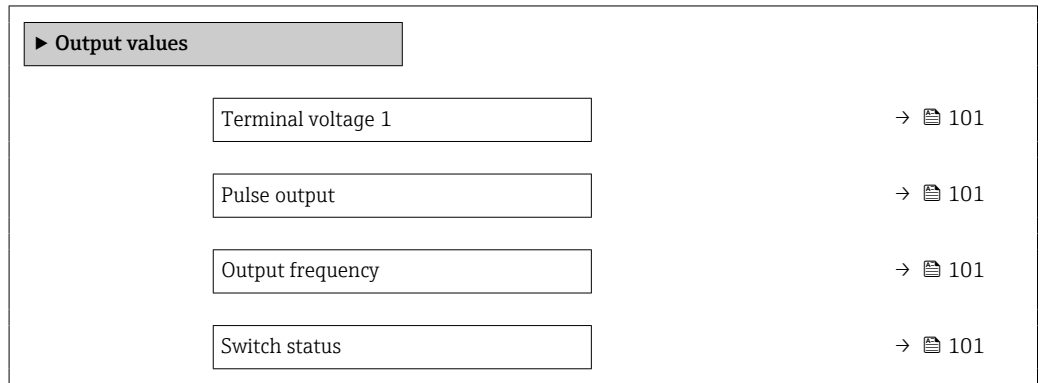 ▶ Output values
Terminal voltage 1 → 🖹 101
Pulse output → 🖹 101
Output frequency → 🖹 101
Switch status → 🖹 101